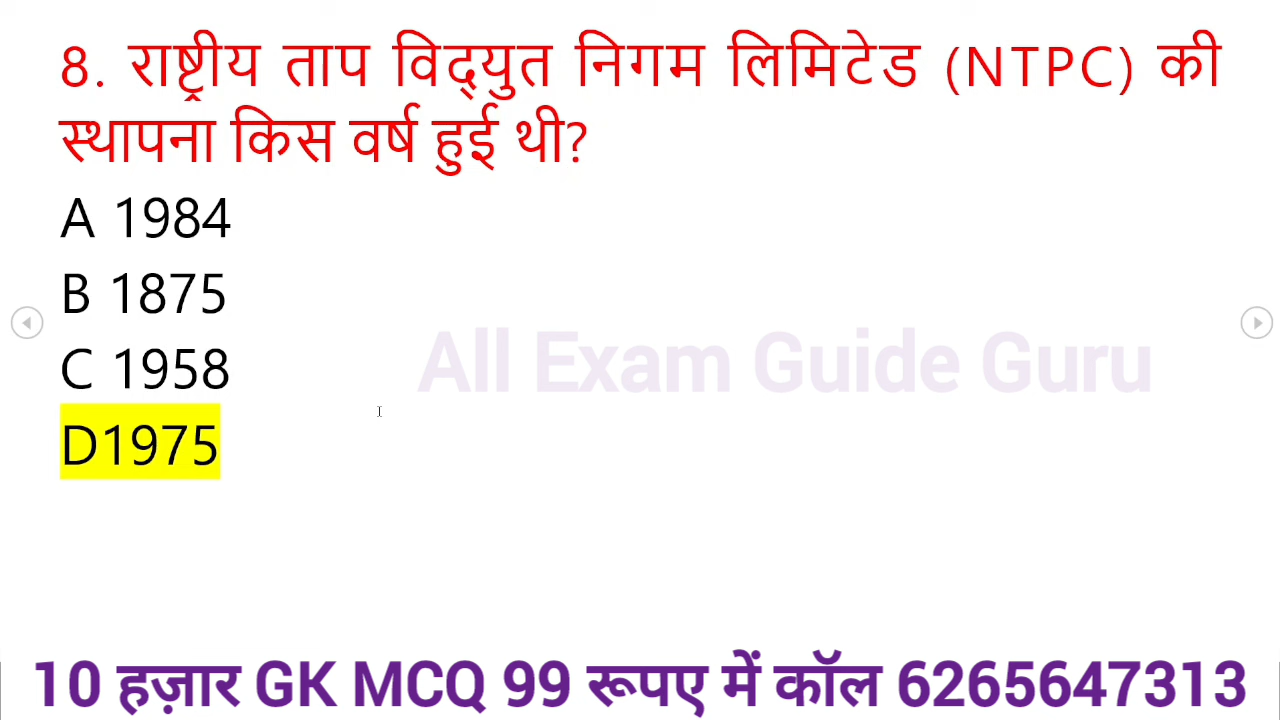 8. राष्ट्रीय ताप विद्युत निगम लिमिटेड (NTPC) की
स्थापना किस वर्ष हुई थी?
A 1984
B 1875
C 1958
D1975
All Exam Guide Guru
10 हज़ार GK MCQ 99 रूपए में कॉल 6265647313